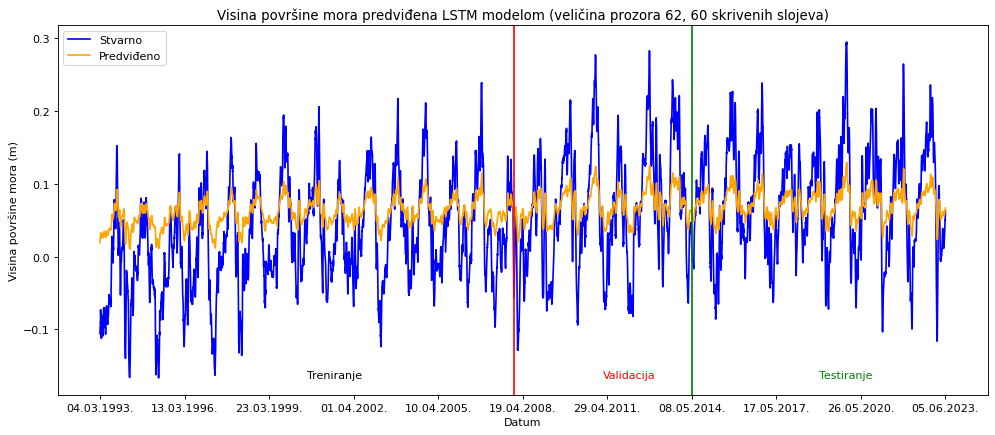 Visina površine mora predviđena LSTM modelom (veličina prozora 62, 60 skrivenih slojeva)
Stvarno
Predviđeno
0.3
0.2
0.1
0.0
−0.1
Visina površine mora (m)
Treniranje
Validacija
Testiranje
04.03.1993. 13.03.1996. 23.03.1999. 01.04.2002. 10.04.2005. 19.04.2008. 29.04.2011. 08.05.2014. 17.05.2017. 26.05.2020. 05.06.2023.
Datum